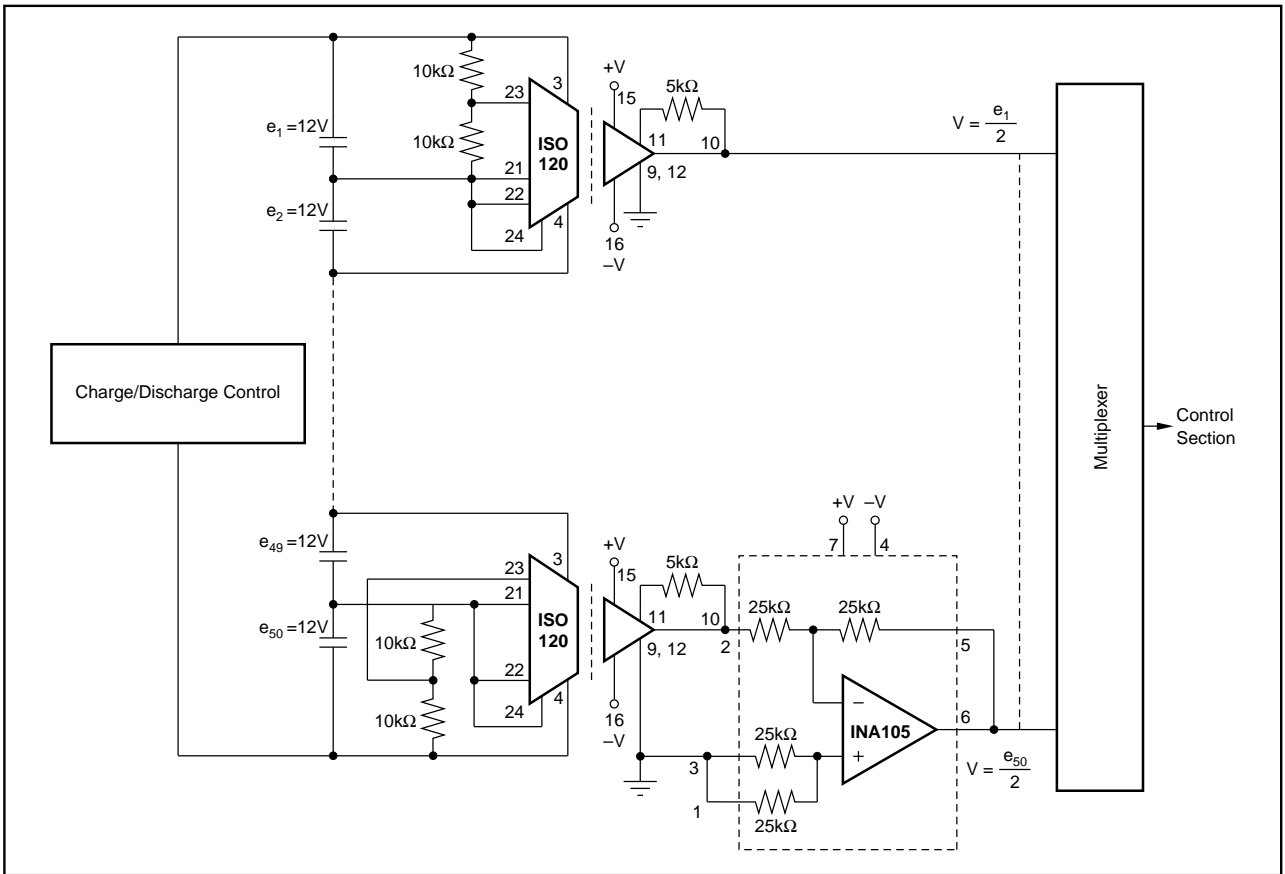 +V
3
10kΩ
5kΩ
15
23
e1 =12V
V = e1/2
ISO
120
11
10
10kΩ
9, 12
21
22
e2 =12V
4
24
16
–V
Charge/Discharge Control
Multiplexer
Control
Section
+V –V
7 4
e49 =12V
+V
3
5kΩ
15
23
21
25kΩ 25kΩ
e50 =12V
ISO
120
11
10
2
5
10kΩ
9, 12
22
4
10kΩ
24
16
–V
–
INA105
6
25kΩ
+
3
V = e50/2
1
25kΩ